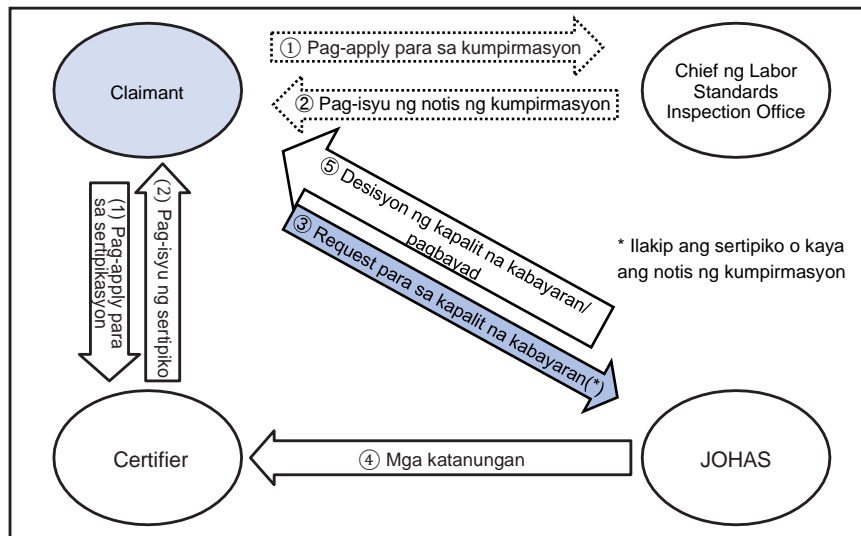 ① Pag-apply para sa kumpirmasyon
Claimant
Chief ng Labor
Standards
Inspection Office
② Pag-isyu ng notis ng kumpirmasyon
⑤ Desisyon ng kapalit na kabayaran/
pagbayad
③ Request para sa kapalit na kabayaran(*)
* Ilakip ang sertipiko o kaya
ang notis ng kumpirmasyon
(1) Pag-apply para
sa sertipikasyon
(2) Pag-isyu ng sertipiko
Certifier
④ Mga katanungan
JOHAS